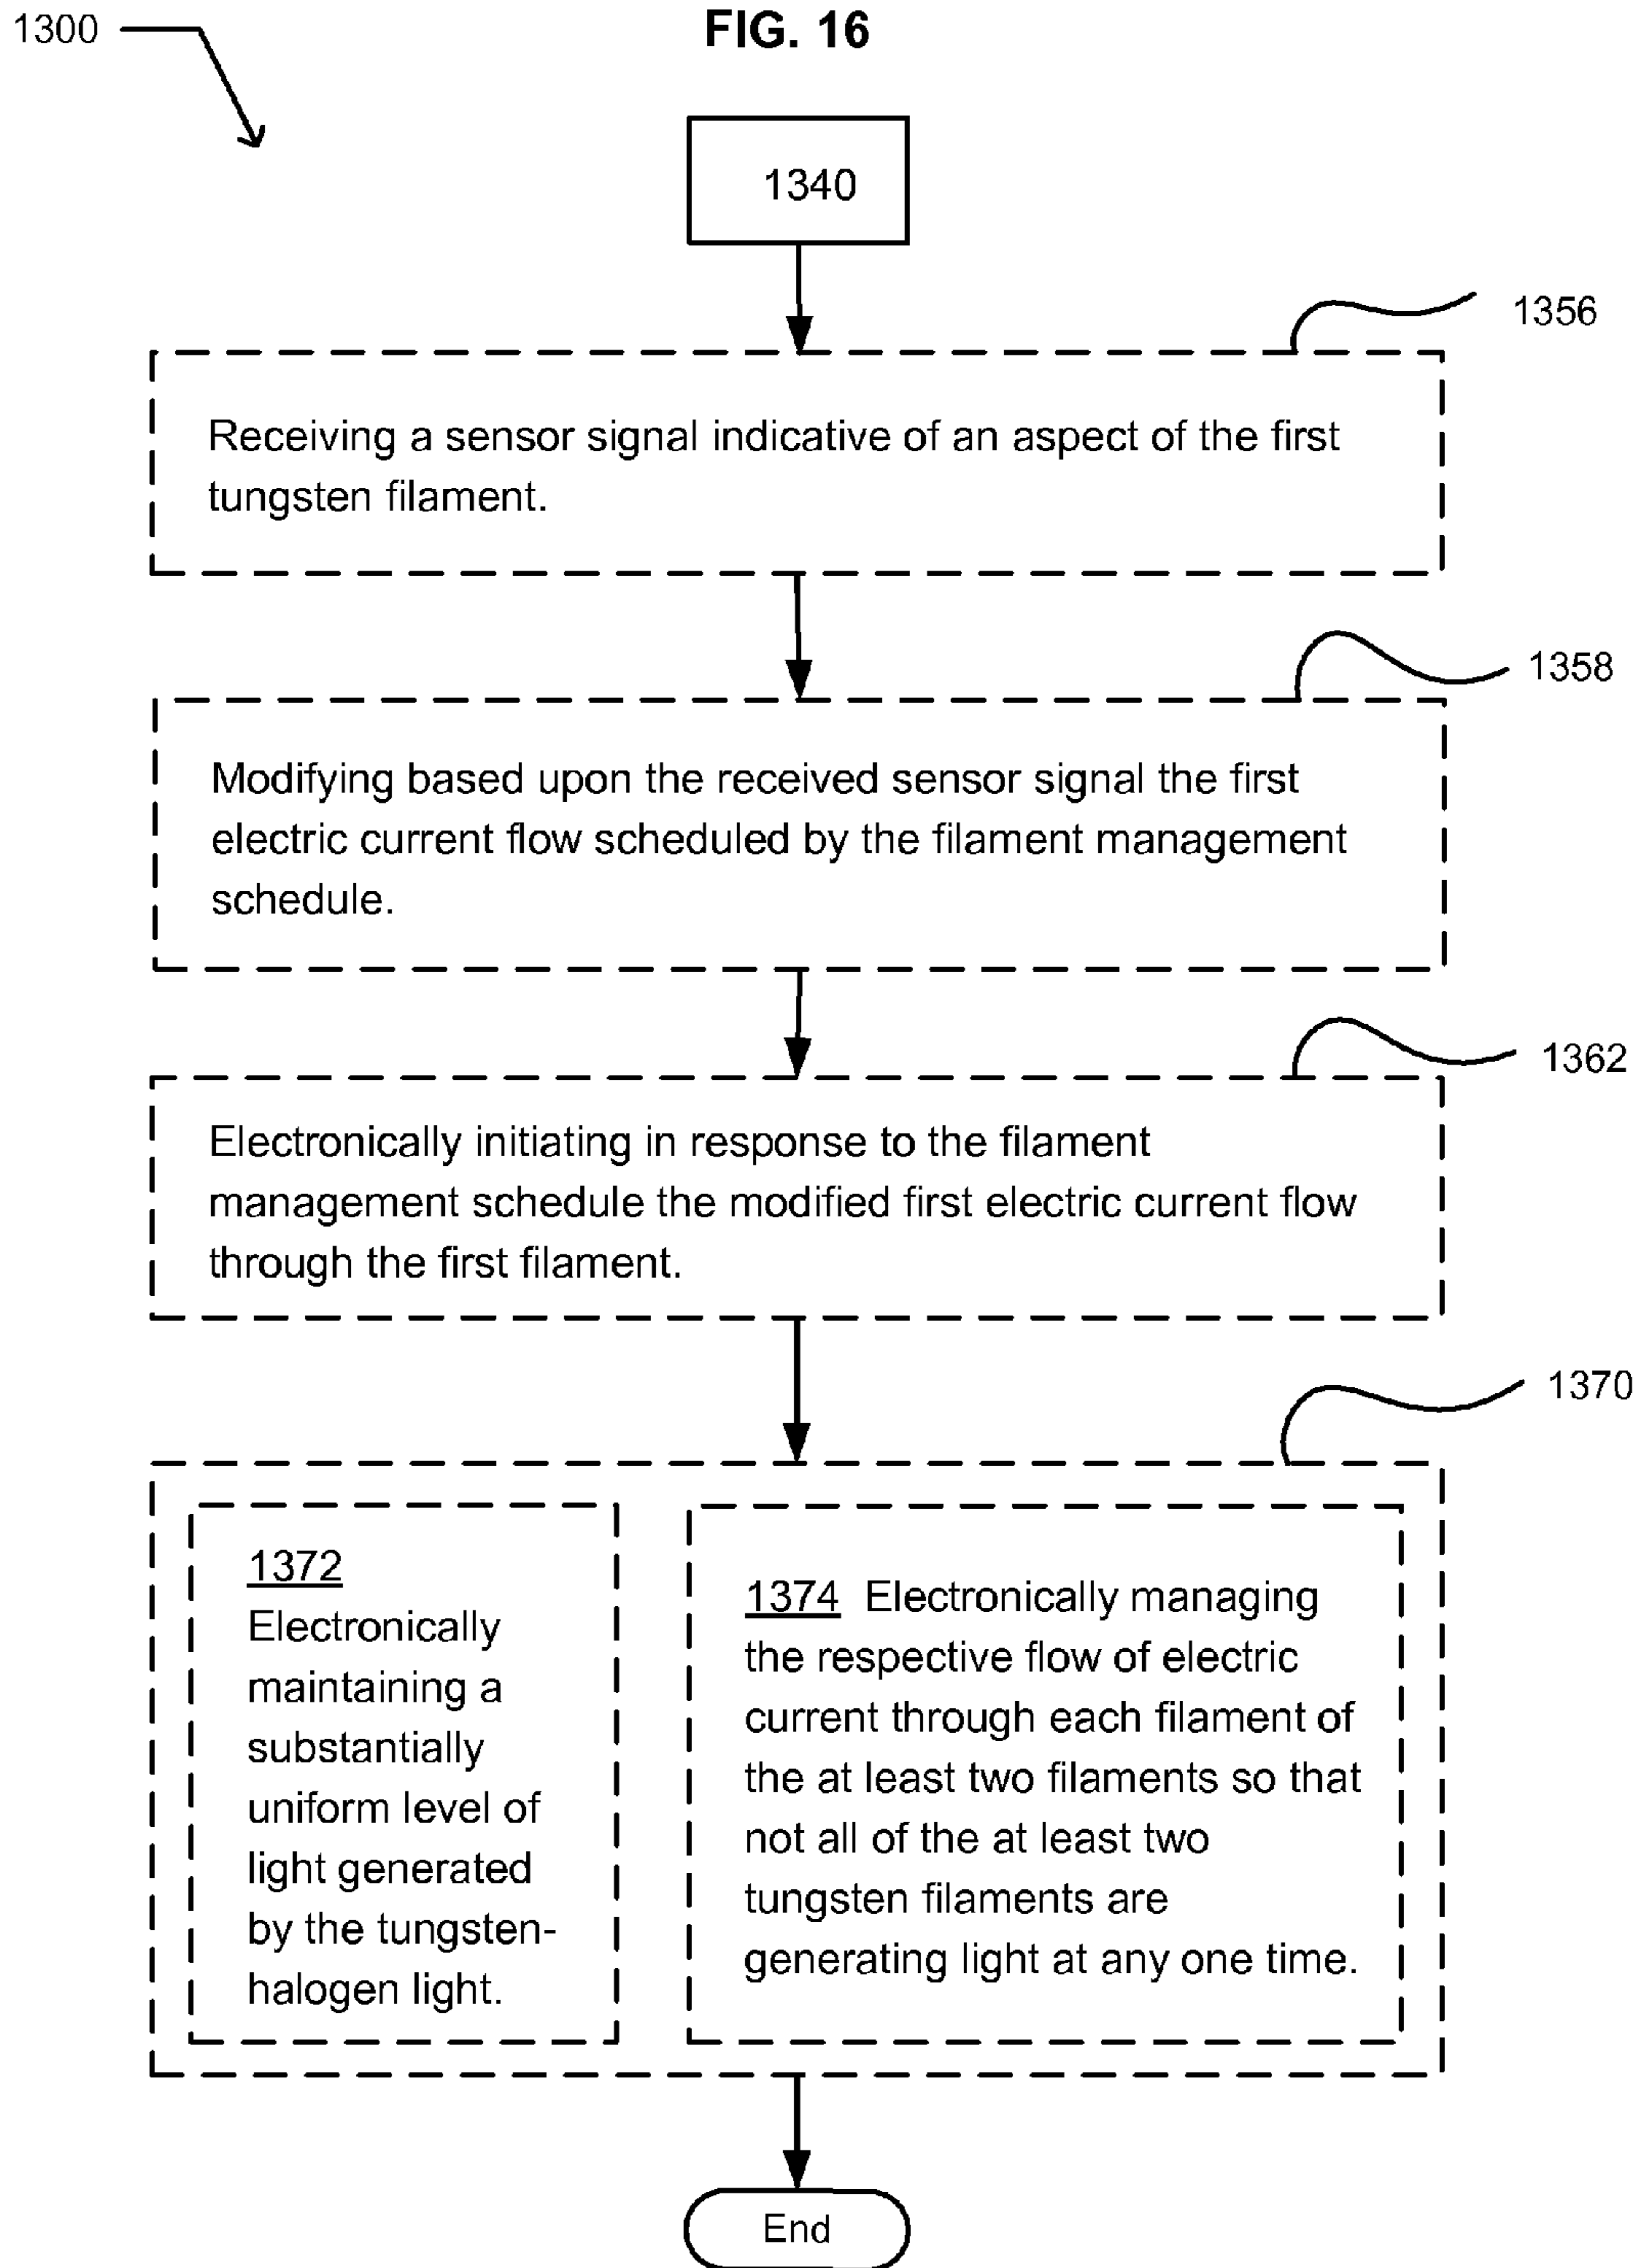 FIG. 16
1300
1340
1356
Receiving a sensor signal indicative of an aspect of the first
tungsten filament.
1358
Modifying based upon the received sensor signal the first
electric current flow scheduled by the filament management
schedule.
1362
Electronically initiating in response to the filament
management schedule the modified first electric current flow
through the first filament.
1370
1372
Electronically
maintaining a
substantially
uniform level of
light generated
by the tungsten-
halogen light.
1374 Electronically managing
the respective flow of electric
current through each filament of
the at least two filaments so that
not all of the at least two
tungsten filaments are
generating light at any one time.
End